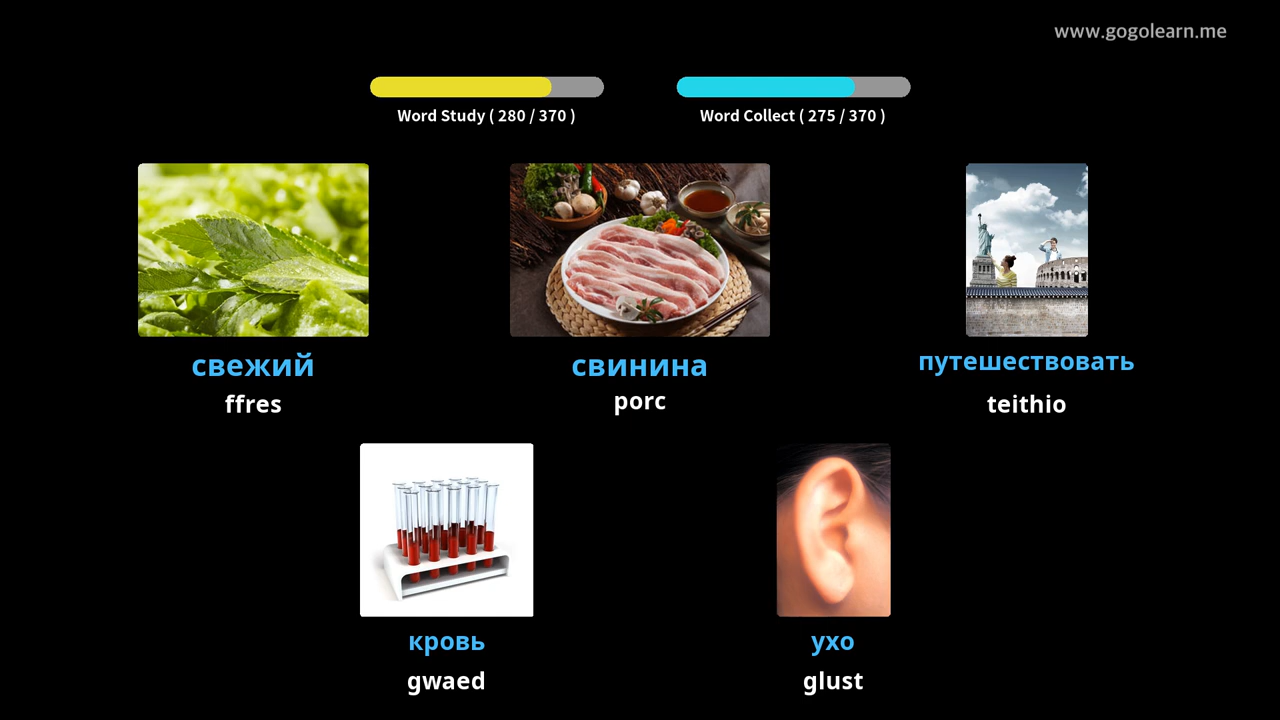 www.gogolearn.me
Word Study ( 280 / 370 )
Word Collect ( 275 / 370 )
свежий
свинина
путешествовать
ffres
porc
teithio
кровь
ухо
gwaed
glust